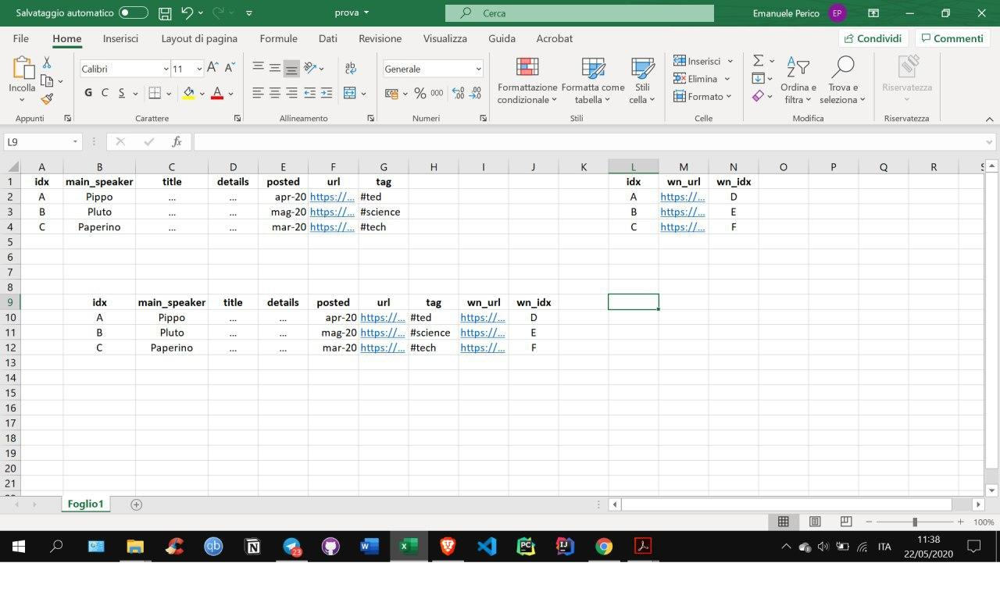 Salvataggio automatico prova Cerca Emanuele Perico EP
File Home Inserisci Layout di pagina Formule Dati Revisione Visualizza Guida Acrobat Condividi Commenti
Incolla
Appunti
Calibri 11 A A
G C S A
Carattere
ab
Allineamento
Generale
% 000
Numeri
Formattazione condizionale
Formatta come tabella
Stili cella
Stili
Inserisci
Elimina
Formato
Celle
Ordina e filtra
Trova e seleziona
Modifica
Riservatezza
Riservatezza
L9 fx
A B C D E F G H I J K L M N O P Q R S
1 idx main_speaker title details posted url tag idx wn_url wn_idx
2 A Pippo ... ... apr-20 https://... #ted A https://... D
3 B Pluto ... ... mag-20 https://... #science B https://... E
4 C Paperino ... ... mar-20 https://... #tech C https://... F
5
6
7
8
9 idx main_speaker title details posted url tag wn_url wn_idx
10 A Pippo ... ... apr-20 https://... #ted https://... D
11 B Pluto ... ... mag-20 https://... #science https://... E
12 C Paperino ... ... mar-20 https://... #tech https://... F
13
14
15
16
17
18
19
20
21
Foglio1
100%
qb N 23 W X PC IJ ITA 11:38
22/05/2020